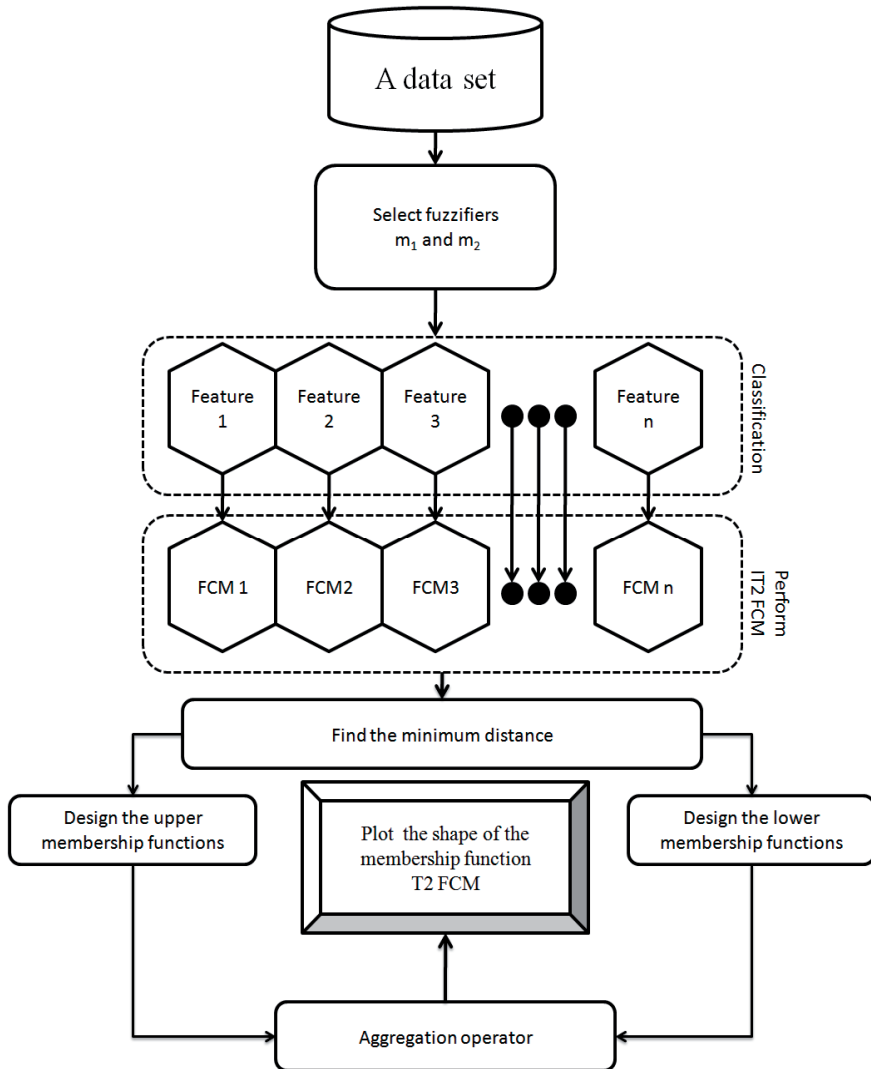 A data set
Select fuzzifiers
m₁ and m₂
Feature
1
Feature
2
Feature
3
Feature
n
Classification
FCM 1
FCM2
FCM3
FCM n
Perform
IT2 FCM
Find the minimum distance
Design the upper
membership functions
Plot the shape of the
membership function
T2 FCM
Design the lower
membership functions
Aggregation operator